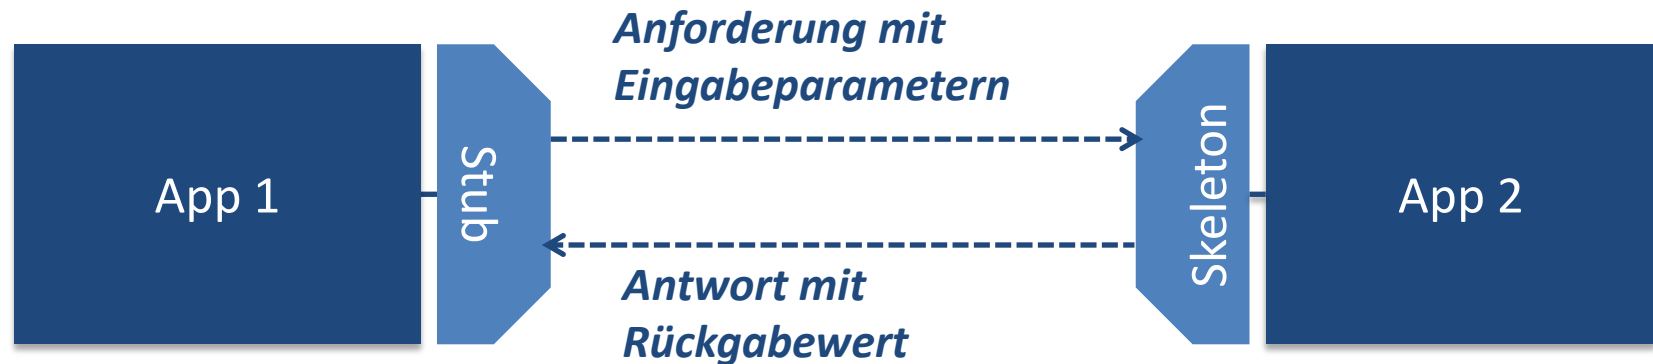 Anforderung mit
Eingabeparametern
App 1
Stub
Skeleton
App 2
Antwort mit
Rückgabewert